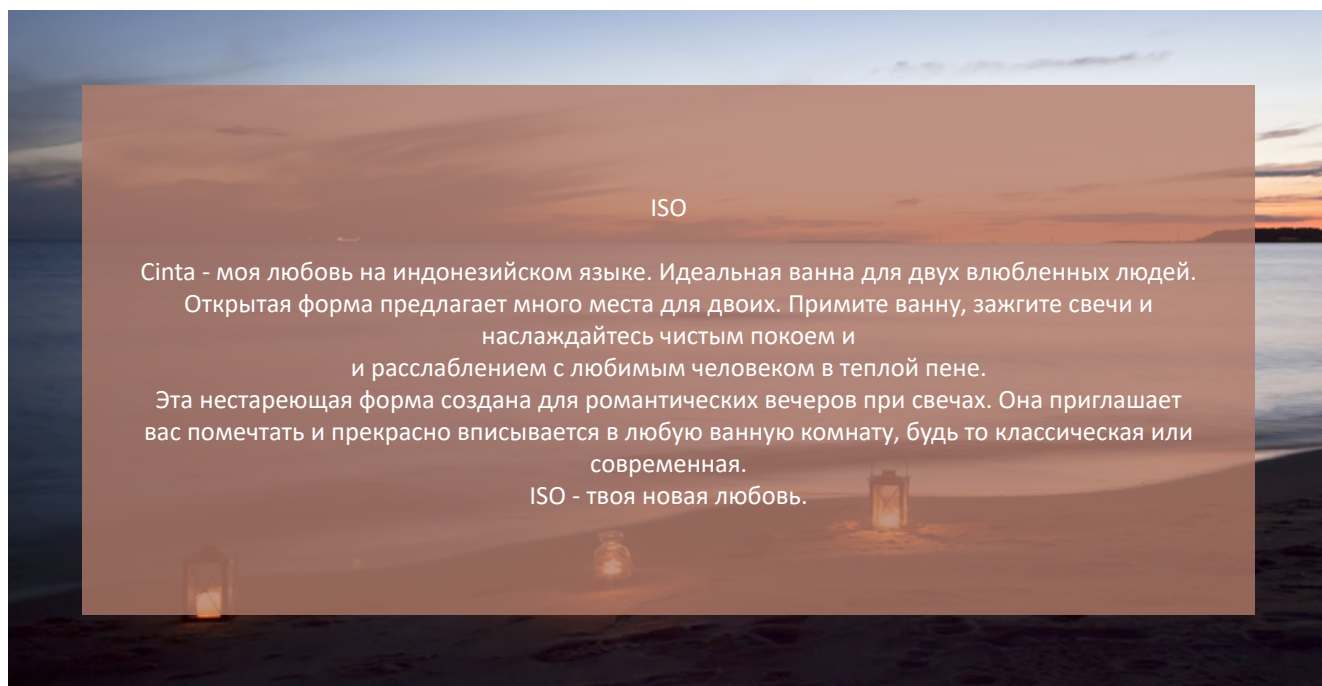 ISO
Cinta - моя любовь на индонезийском языке. Идеальная ванна для двух влюбленных людей.
Открытая форма предлагает много места для двоих. Примите ванну, зажгите свечи и
наслаждайтесь чистым покоем и
и расслаблением с любимым человеком в теплой пене.
Эта нестареющая форма создана для романтических вечеров при свечах. Она приглашает
вас помечтать и прекрасно вписывается в любую ванную комнату, будь то классическая или
современная.
ISO - твоя новая любовь.